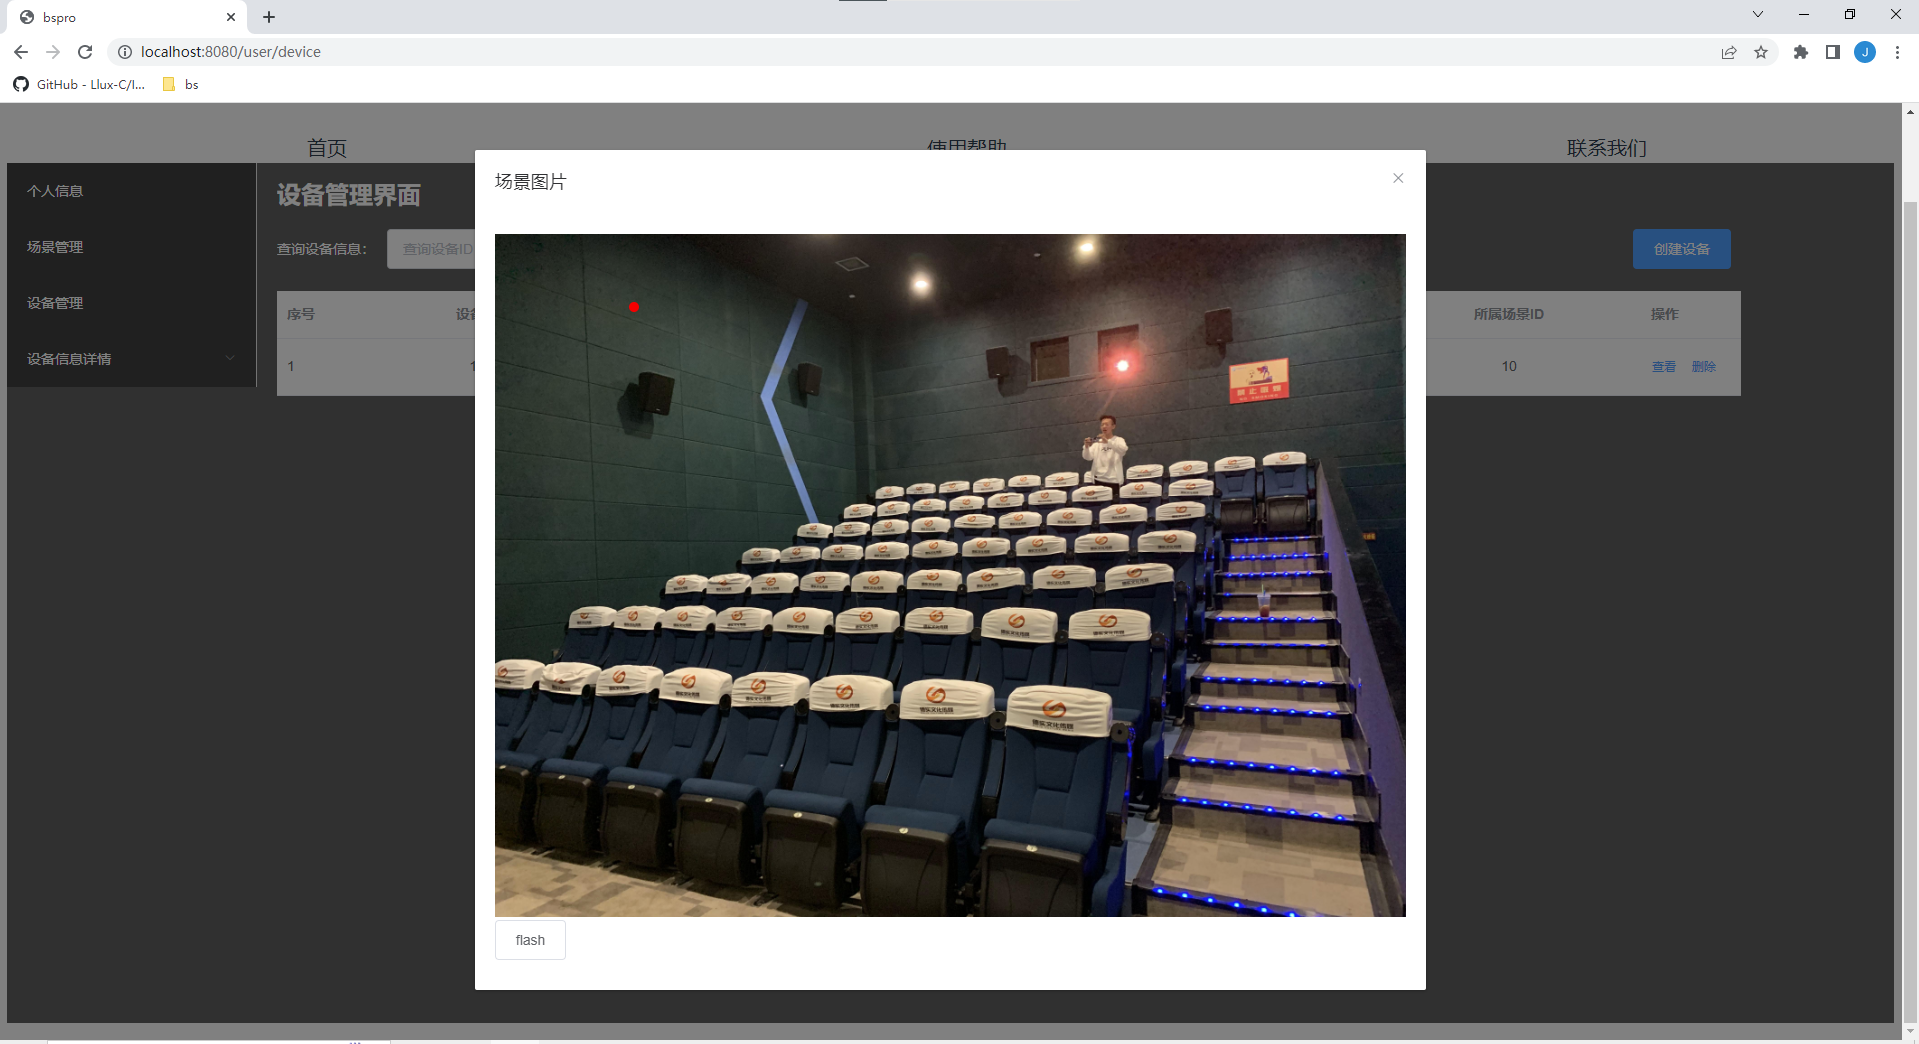 bspro
localhost:8080/user/device
GitHub - Llux-C/I...
bs
首页
使用帮助
联系我们
个人信息
场景管理
设备管理
设备信息详情
设备管理界面
查询设备信息：
查询设备ID
创建设备
序号
设
所属场景ID
操作
1
1
10
查看
删除
场景图片
flash
J